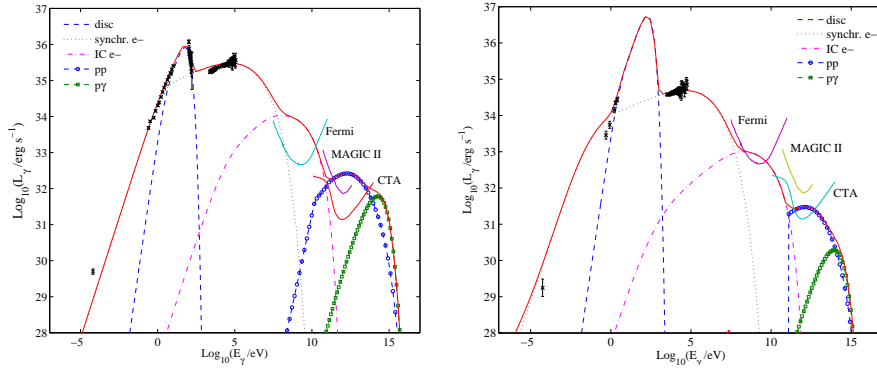 disc
synchr. e−
IC e−
pp
pγ
Fermi
MAGIC II
CTA
Log₁₀(Lγ/erg s⁻¹)
37
36
35
34
33
32
31
30
29
28
−5 0 5 10 15
Log₁₀(Eγ/eV)
disc
synchr. e−
IC e−
pp
pγ
Fermi
MAGIC II
CTA
Log₁₀(Lγ/erg s⁻¹)
36
35
34
33
32
31
30
29
28
−5 0 5 10 15
Log₁₀(Eγ/eV)